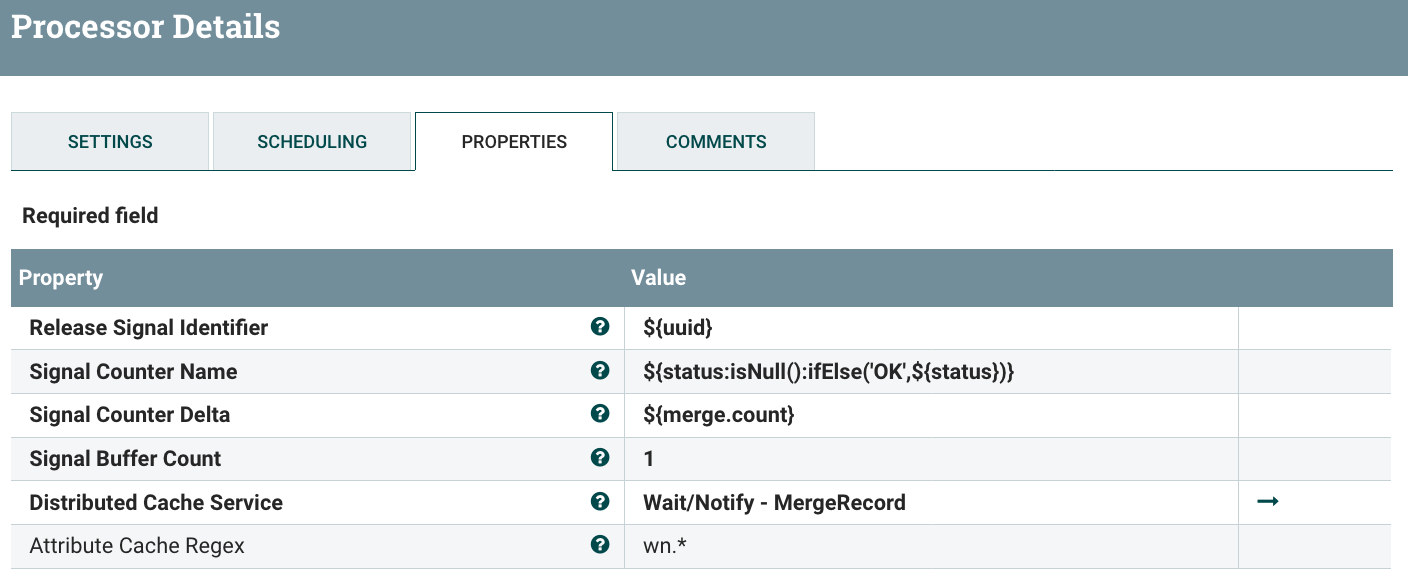 Processor Details
SETTINGS SCHEDULING PROPERTIES COMMENTS
Required field
Property Value
Release Signal Identifier ? ${uuid}
Signal Counter Name ? ${status:isNull():ifElse('OK',${status})}
Signal Counter Delta ? ${merge.count}
Signal Buffer Count ? 1
Distributed Cache Service ? Wait/Notify - MergeRecord
Attribute Cache Regex ? wn.*